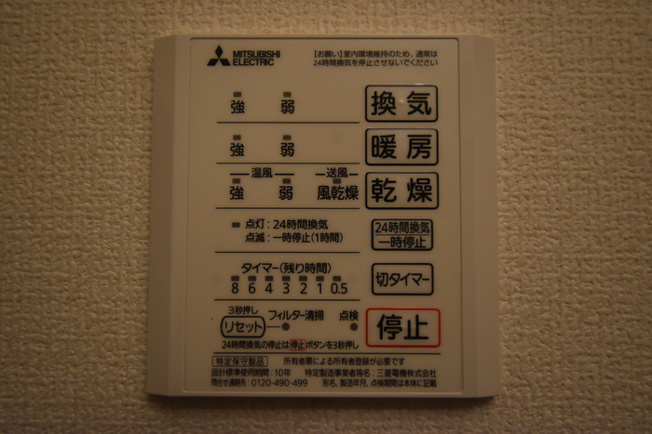 MITSUBISHI
ELECTRIC
【お願い】室内環境維持のため、通常は
24時間換気を停止させないでください
強 弱 換気
強 弱 暖房
温風 送風
強 弱 風乾燥 乾燥
点灯:24時間換気
点滅:一時停止(1時間)
24時間換気
一時停止
タイマー(残り時間)
8 6 4 3 2 1 0.5
切タイマー
3秒押し
リセット フィルター清掃 点検
停止
24時間換気の停止は停止ボタンを3秒押し
特定保守製品 所有者票による所有者登録が必要です
設計標準使用期間:10年 特定製造事業者等名:三菱電機株式会社
問合せ連絡先:0120-490-499 形名、製造年月、点検期間は本体に記載